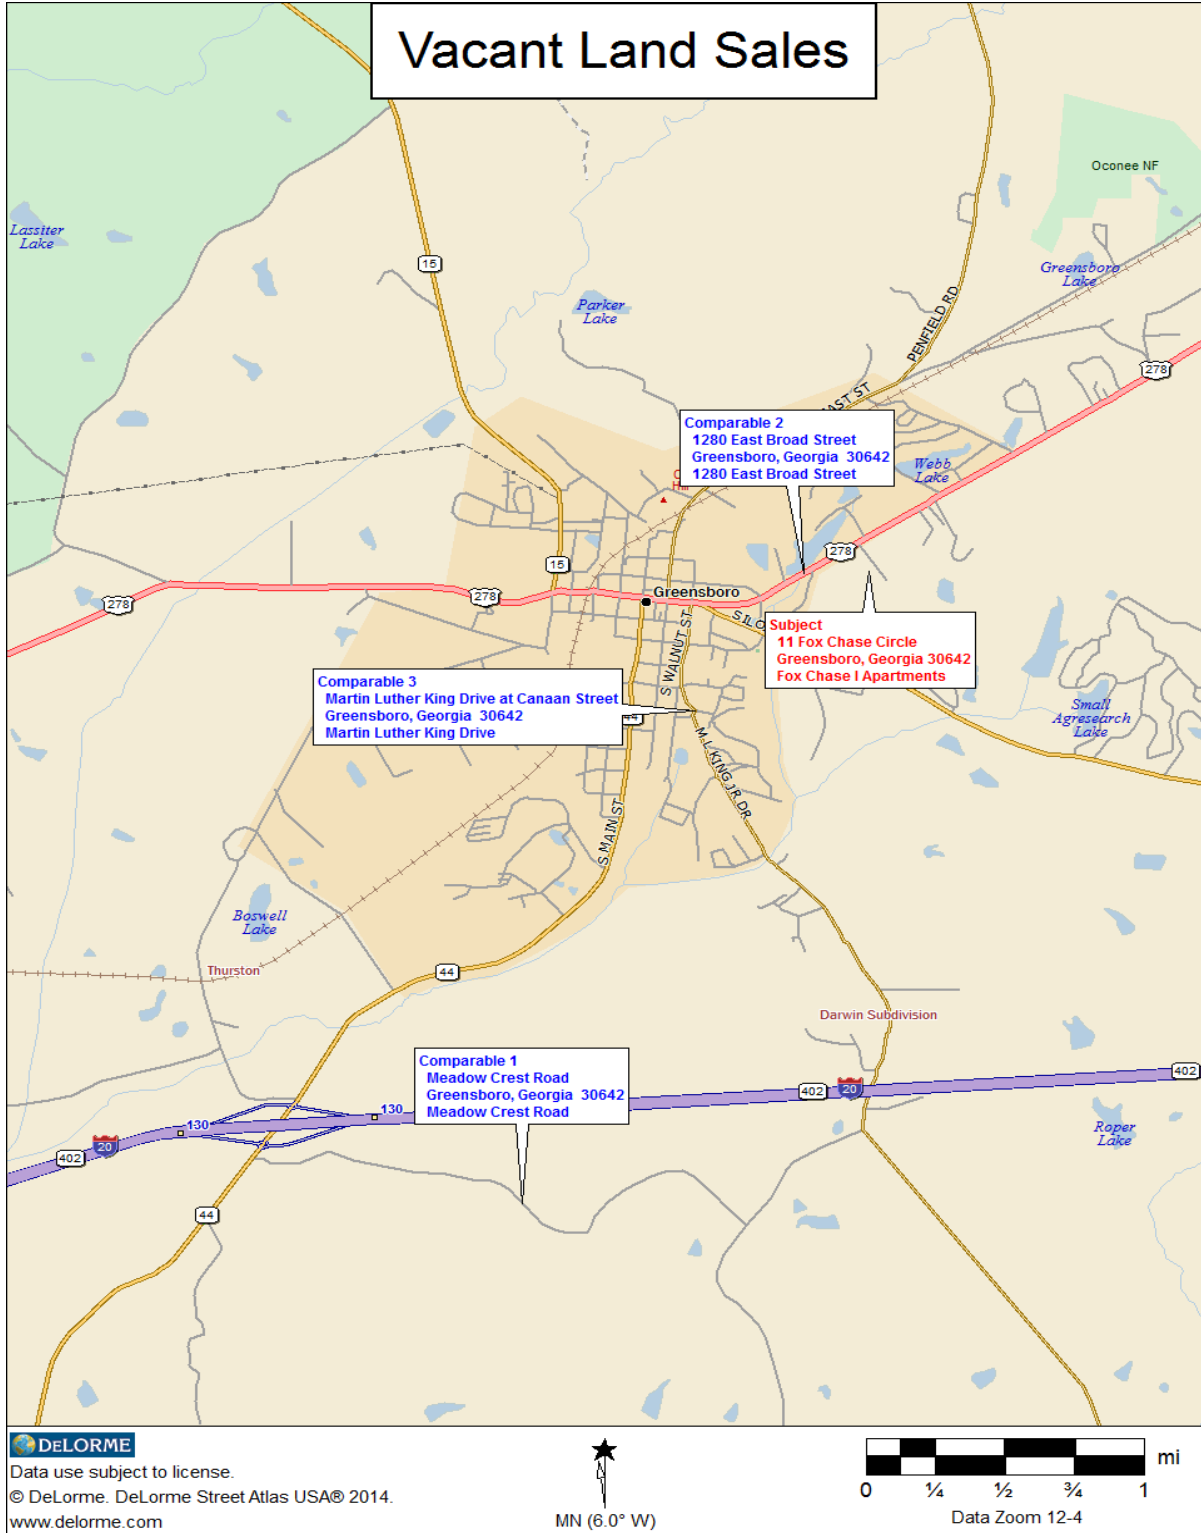 Vacant Land Sales
Oconee NF
Lassiter
Lake
15
Greensboro
Lake
Parker
Lake
PENFIELD RD
278
AST ST
Comparable 2
1280 East Broad Street
Greensboro, Georgia 30642
1280 East Broad Street
Webb
Lake
278
15
278
278
Greensboro
SILO
S WALNUT ST
Subject
11 Fox Chase Circle
Greensboro, Georgia 30642
Fox Chase I Apartments
Comparable 3
Martin Luther King Drive at Canaan Street
Greensboro, Georgia 30642
Martin Luther King Drive
44
Small
Agresearch
Lake
M L KING JR DR
S MAIN ST
Boswell
Lake
Thurston
44
Darwin Subdivision
Comparable 1
Meadow Crest Road
Greensboro, Georgia 30642
Meadow Crest Road
402
20
402
130
130
20
402
Roper
Lake
44
DELORME
Data use subject to license.
© DeLorme. DeLorme Street Atlas USA® 2014.
www.delorme.com
MN (6.0° W)
mi
0 ¼ ½ ¾ 1
Data Zoom 12-4